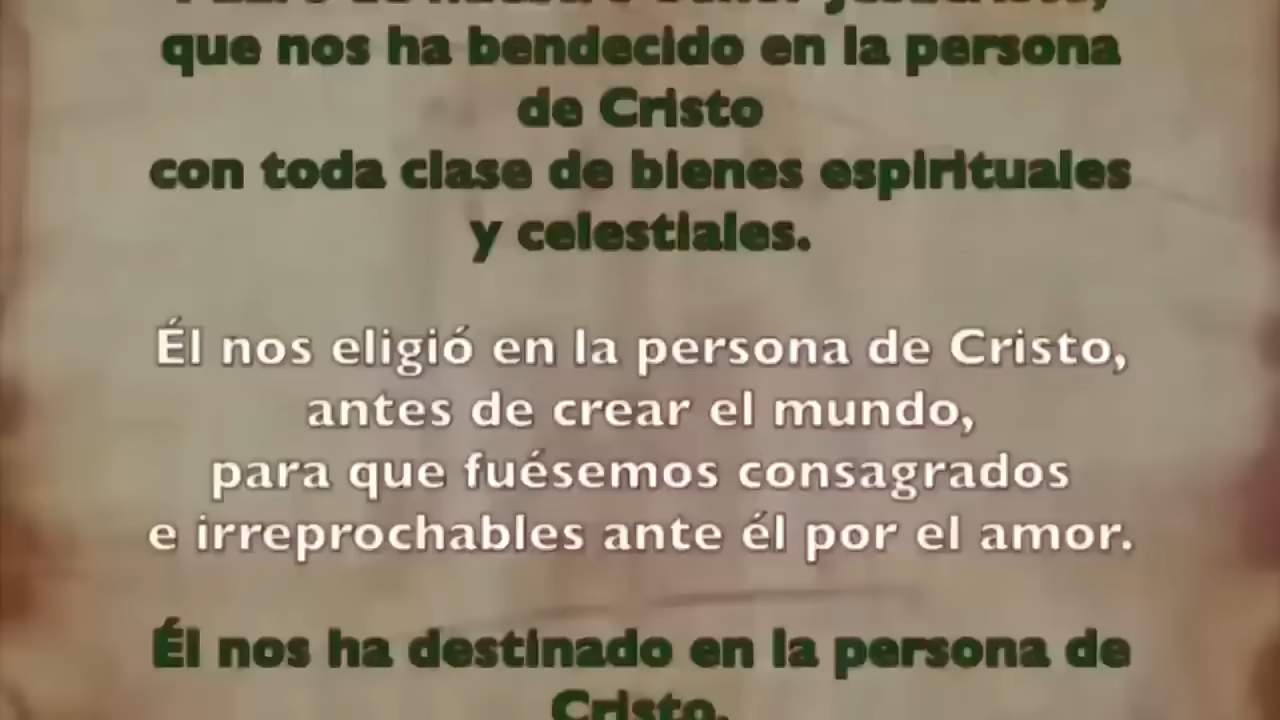 que nos ha bendecido en la persona
de Cristo
con toda clase de bienes espirituales
y celestiales.
Él nos eligió en la persona de Cristo,
antes de crear el mundo,
para que fuésemos consagrados
e irreprochables ante él por el amor.
Él nos ha destinado en la persona de
Cristo,